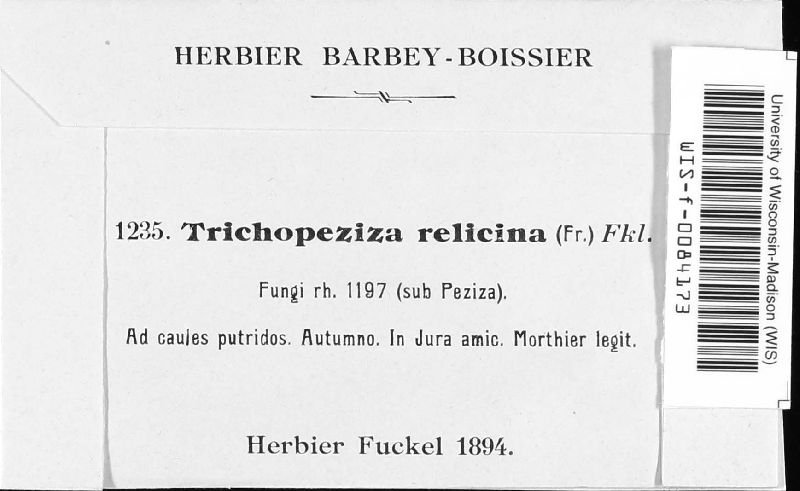 HERBIER BARBEY-BOISSIER
1235. Trichopeziza relicina (Fr.) Fkl.
Fungi rh. 1197 (sub Peziza).
Ad caules putridos. Autumno. In Jura amic. Morthier legit.
Herbier Fuckel 1894.
University of Wisconsin-Madison (WIS)
WIS-f-0084173